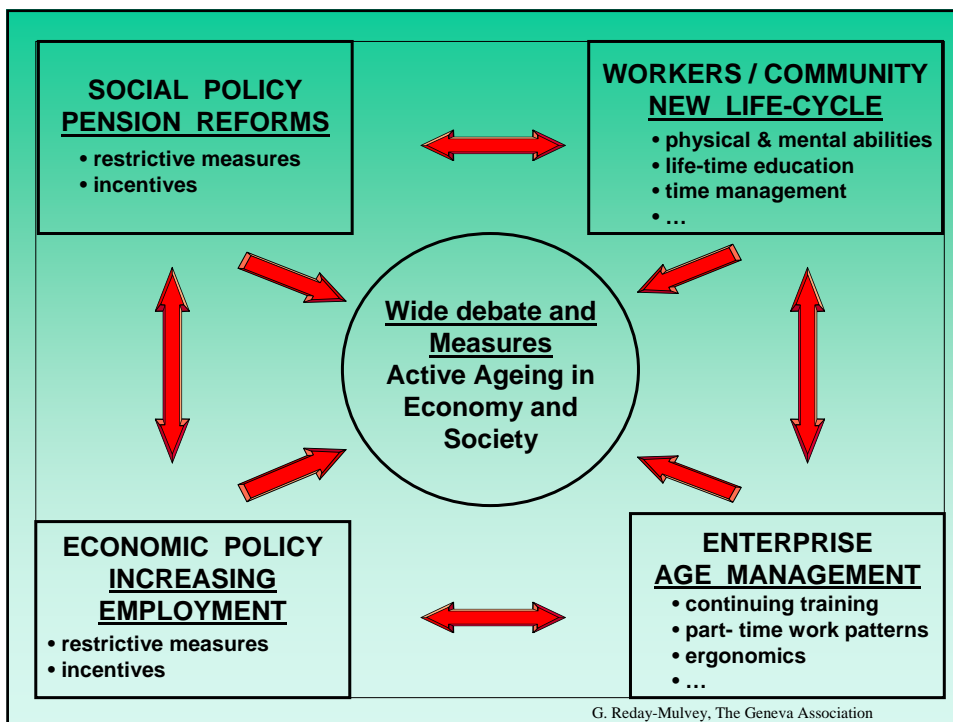 SOCIAL POLICY
PENSION REFORMS
• restrictive measures
• incentives
WORKERS / COMMUNITY
NEW LIFE-CYCLE
• physical & mental abilities
• life-time education
• time management
• …
Wide debate and
Measures
Active Ageing in
Economy and
Society
ECONOMIC POLICY
INCREASING
EMPLOYMENT
• restrictive measures
• incentives
ENTERPRISE
AGE MANAGEMENT
• continuing training
• part- time work patterns
• ergonomics
• …
G. Reday-Mulvey, The Geneva Association